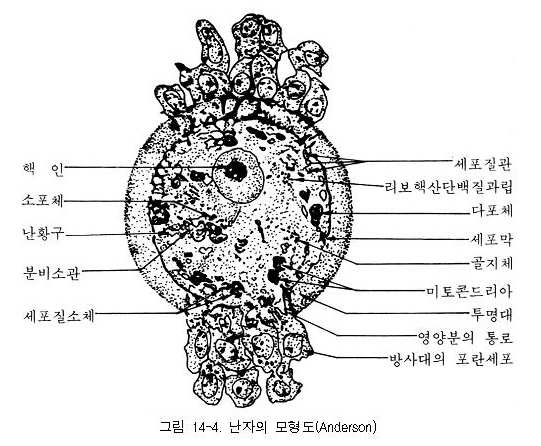 핵 인
소포체
난황구
분비소관
세포질소체
세포질관
리보핵산단백질과립
다포체
세포막
골지체
미토콘드리아
투명대
영양분의 통로
방사대의 포란세포
그림 14-4. 난자의 모형도(Anderson)